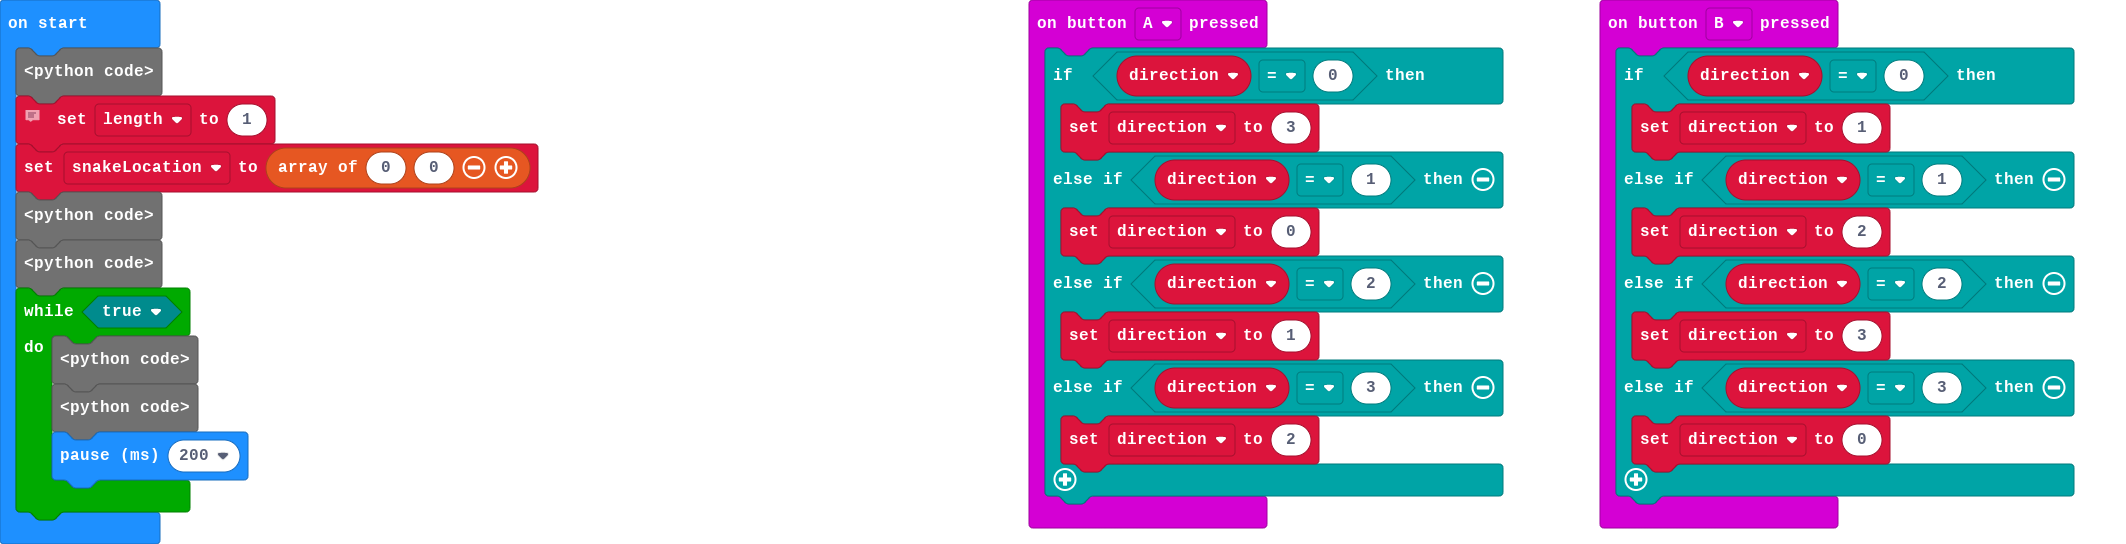 on start
<python code>
set length to 1
set snakeLocation to array of 0 0
<python code>
<python code>
while true
do
<python code>
<python code>
pause (ms) 200
on button A pressed
if direction = 0 then
set direction to 3
else if direction = 1 then
set direction to 0
else if direction = 2 then
set direction to 1
else if direction = 3 then
set direction to 2
on button B pressed
if direction = 0 then
set direction to 1
else if direction = 1 then
set direction to 2
else if direction = 2 then
set direction to 3
else if direction = 3 then
set direction to 0